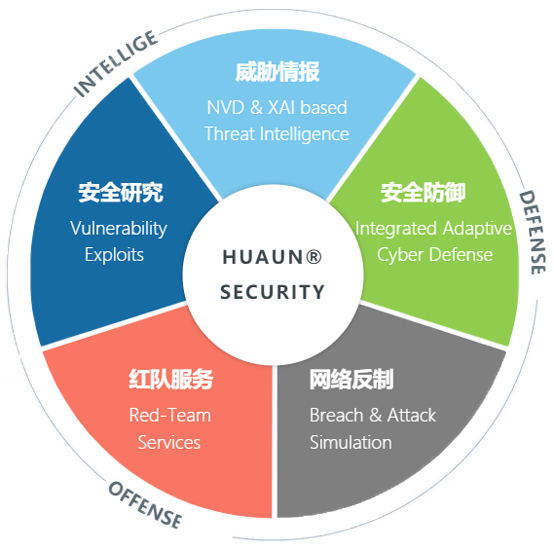 INTELLIGE
威胁情报
NVD & XAI based
Threat Intelligence
安全研究
Vulnerability
Exploits
安全防御
Integrated Adaptive
Cyber Defense
DEFENSE
HUAUN®
SECURITY
红队服务
Red-Team
Services
网络反制
Breach & Attack
Simulation
OFFENSE